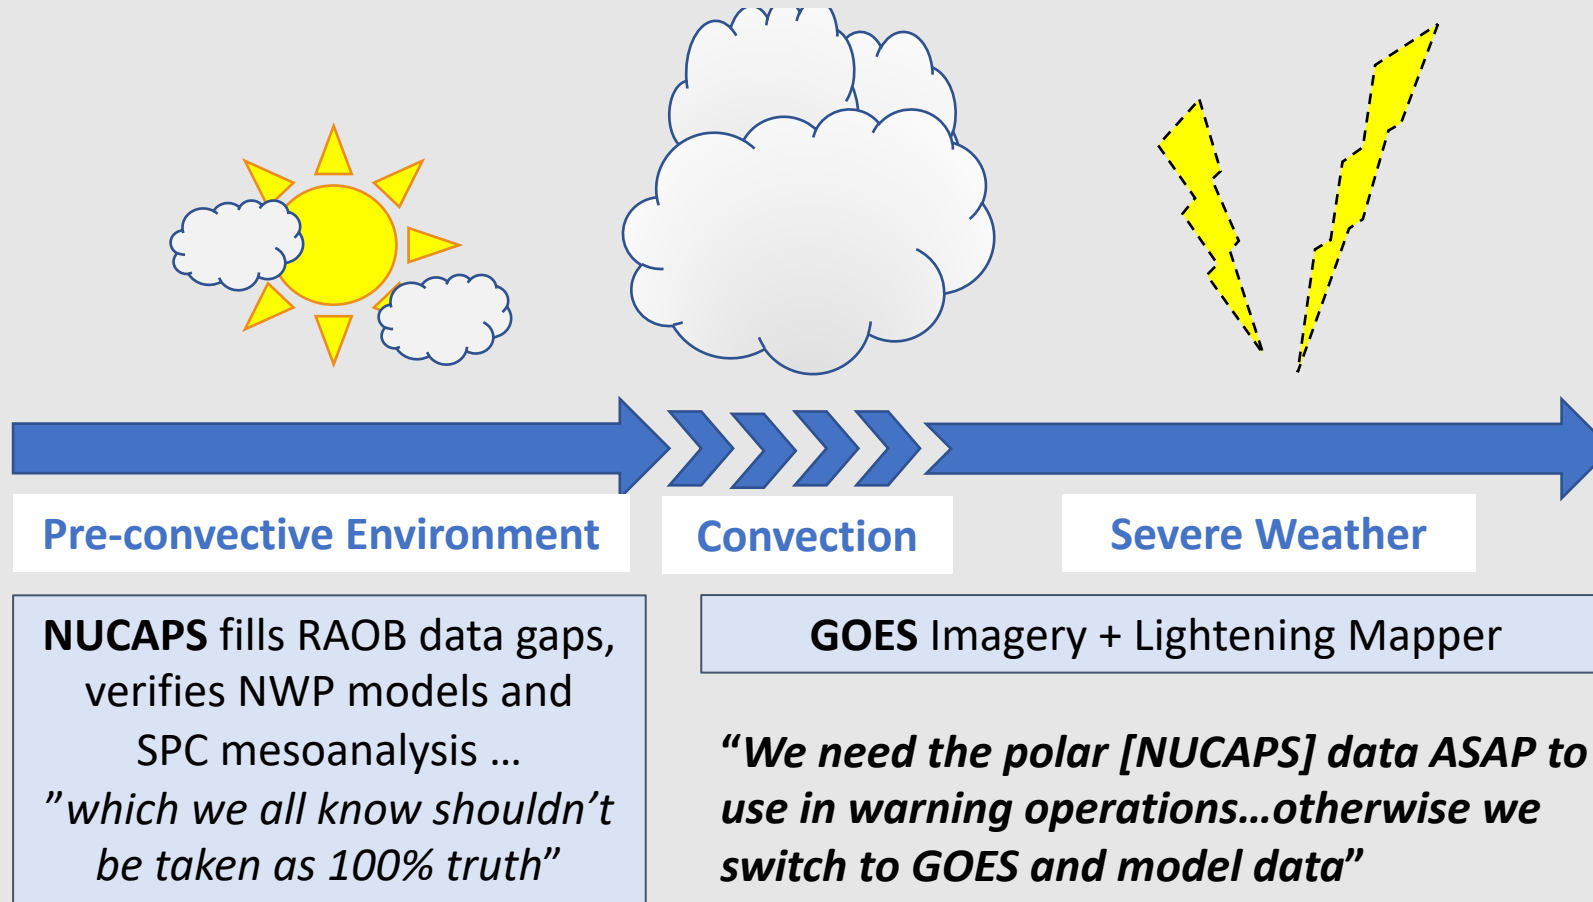 Pre-convective Environment
Convection
Severe Weather
NUCAPS fills RAOB data gaps,
verifies NWP models and
SPC mesoanalysis …
”which we all know shouldn’t
be taken as 100% truth”
GOES Imagery + Lightening Mapper
“We need the polar [NUCAPS] data ASAP to
use in warning operations…otherwise we
switch to GOES and model data”